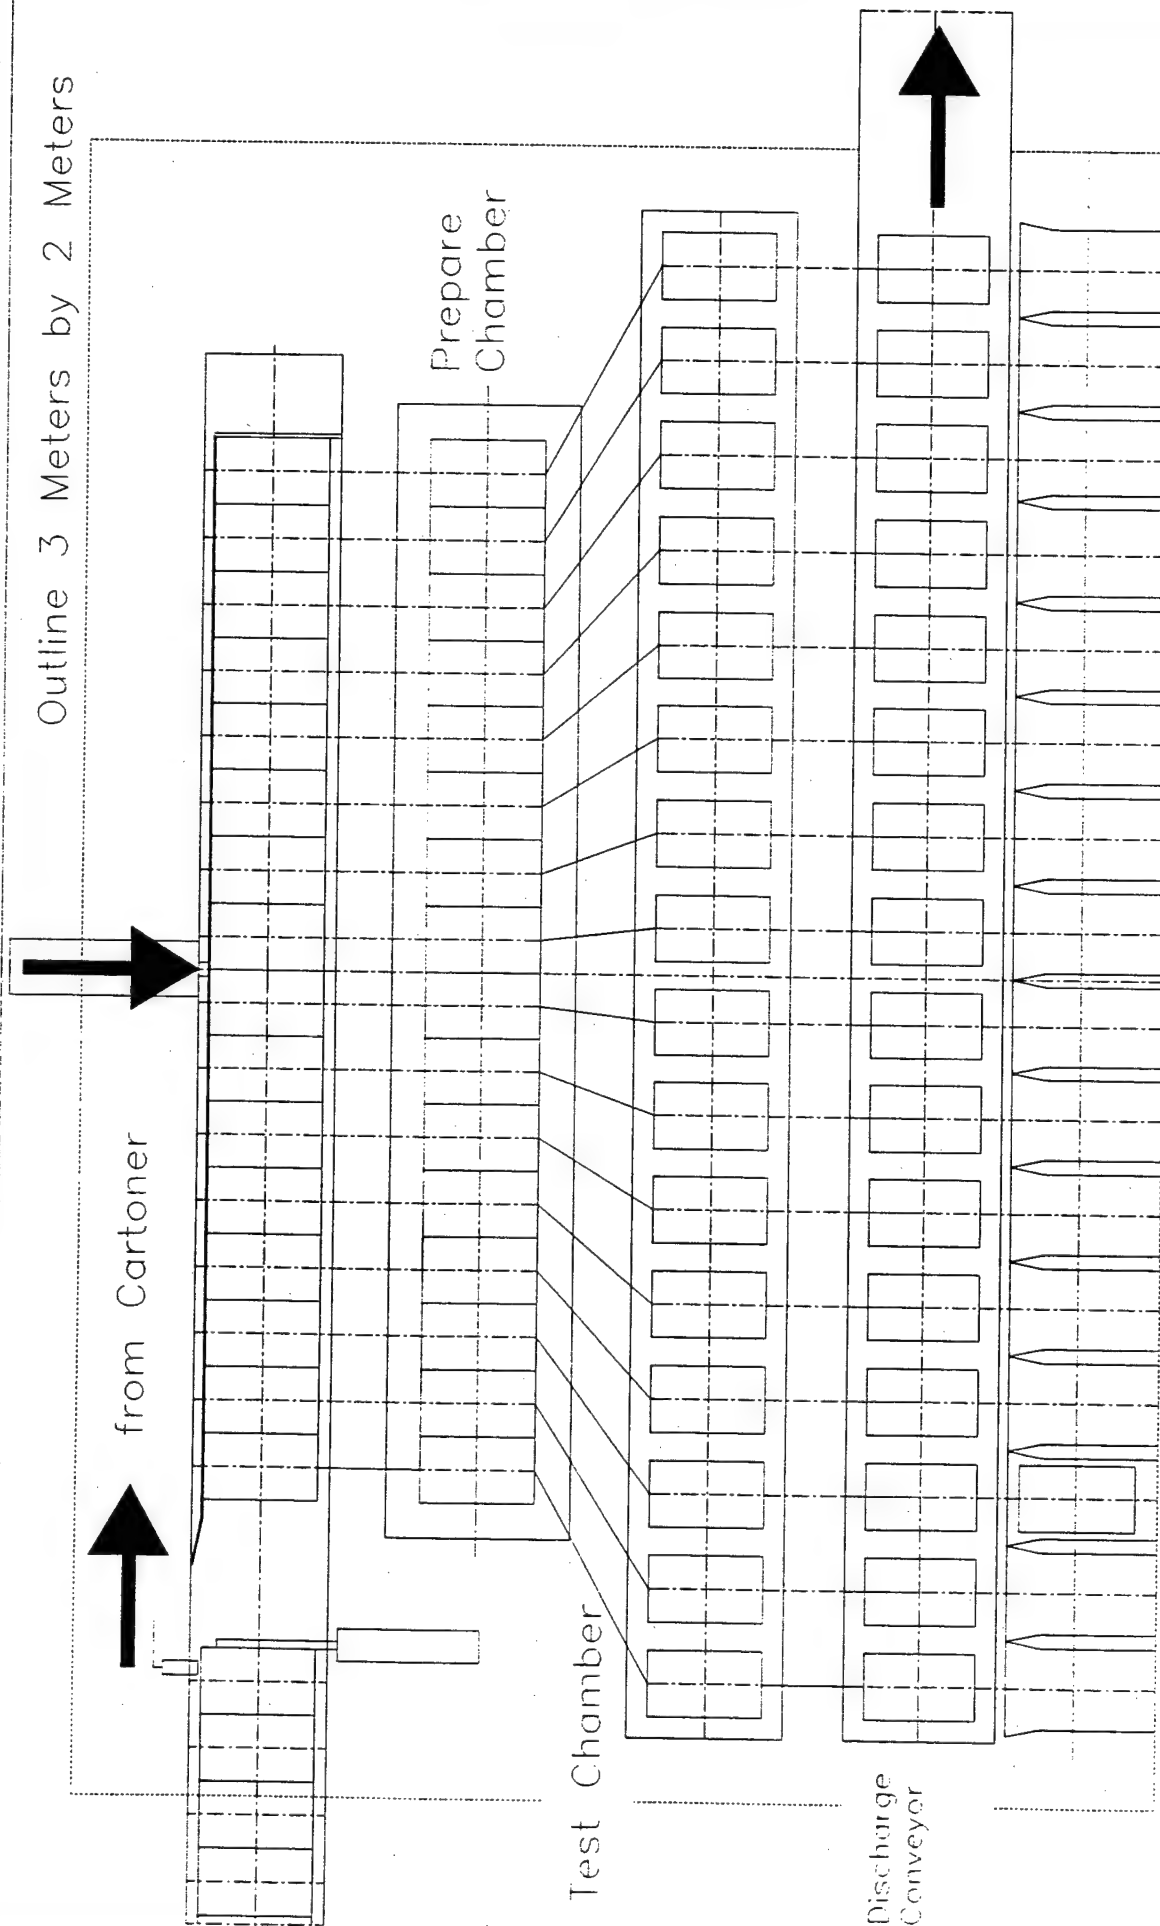 Outline 3 Meters by 2 Meters
from Cartoner
Prepare
Chamber
Test Chamber
Discharge
Conveyor